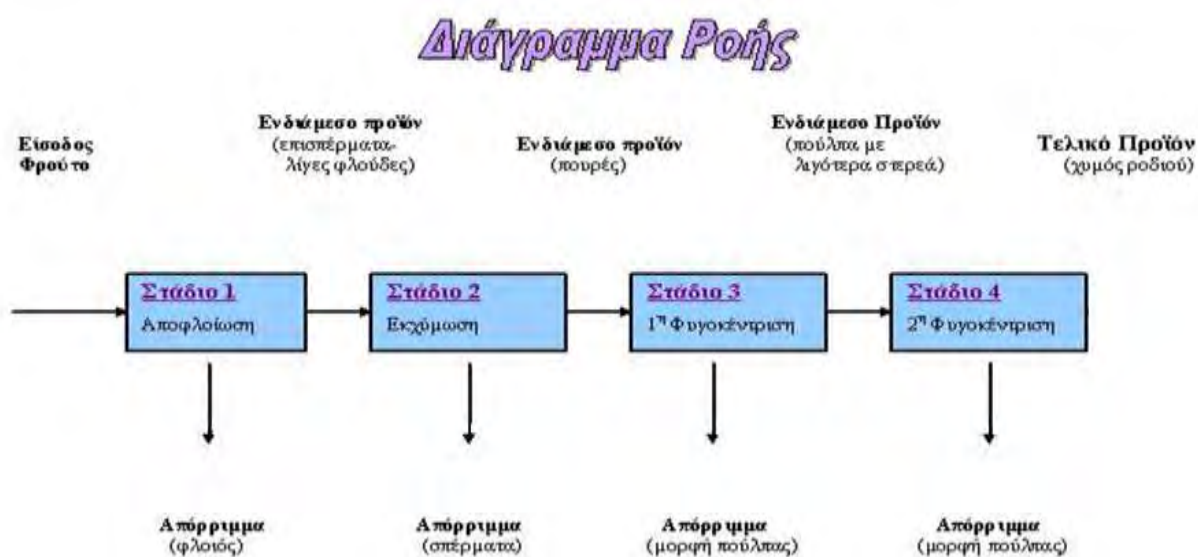 Διάγραμμα Ροής
Είσοδος
Φρούτο
Ενδιάμεσο προϊόν
(επισπέρματα-
λίγες φλούδες)
Ενδιάμεσο προϊόν
(πουρές)
Ενδιάμεσο Προϊόν
(πούλπα με
λιγότερα στερεά)
Τελικό Προϊόν
(χυμός ροδιού)
Στάδιο 1
Αποφλοίωση
Στάδιο 2
Εκχύμωση
Στάδιο 3
1η Φυγοκέντριση
Στάδιο 4
2η Φυγοκέντριση
Απόρριμμα
(φλοιός)
Απόρριμμα
(σπέρματα)
Απόρριμμα
(μορφή πούλπας)
Απόρριμμα
(μορφή πούλπας)